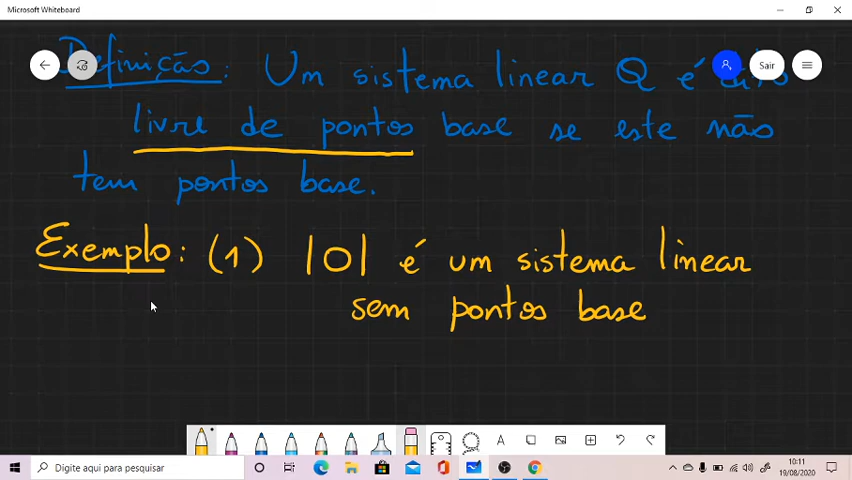 Microsoft Whiteboard
Definição: Um sistema linear Q é dito
Sair
livre de pontos base se este não
tem pontos base.
Exemplo: (1) |0| é um sistema linear
sem pontos base
Digite aqui para pesquisar
10:11
19/08/2020